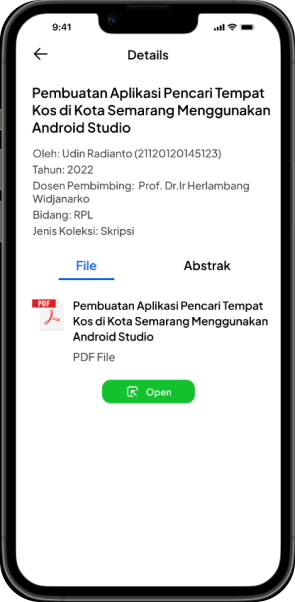 9:41
Details
Pembuatan Aplikasi Pencari Tempat
Kos di Kota Semarang Menggunakan
Android Studio
Oleh: Udin Radianto (21120120145123)
Tahun: 2022
Dosen Pembimbing: Prof. Dr.Ir Herlambang
Widjanarko
Bidang: RPL
Jenis Koleksi: Skripsi
File
Abstrak
PDF
Pembuatan Aplikasi Pencari Tempat
Kos di Kota Semarang Menggunakan
Android Studio
PDF File
Open